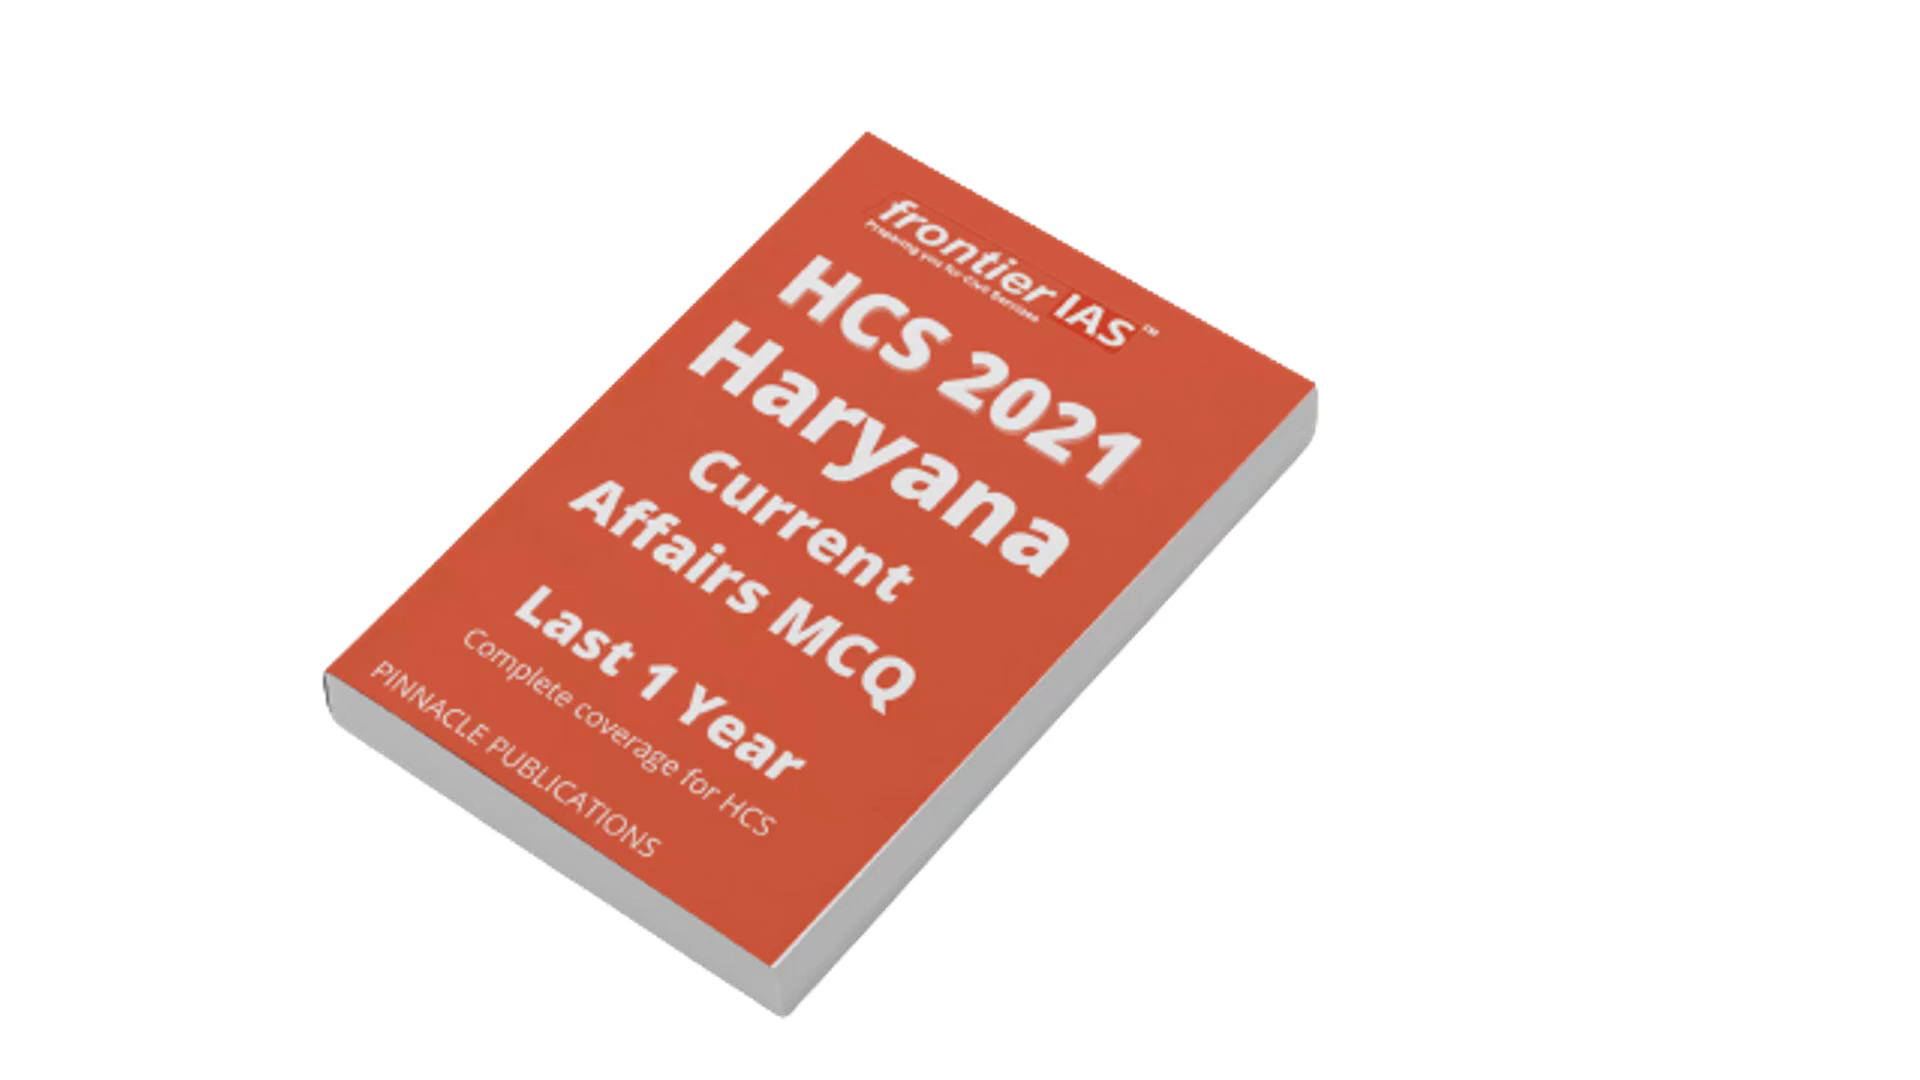 frontier IAS™
Preparing you for Civil Services
HCS 2021
Haryana
Current
Affairs MCQ
Last 1 Year
Complete coverage for HCS
PINNACLE PUBLICATIONS